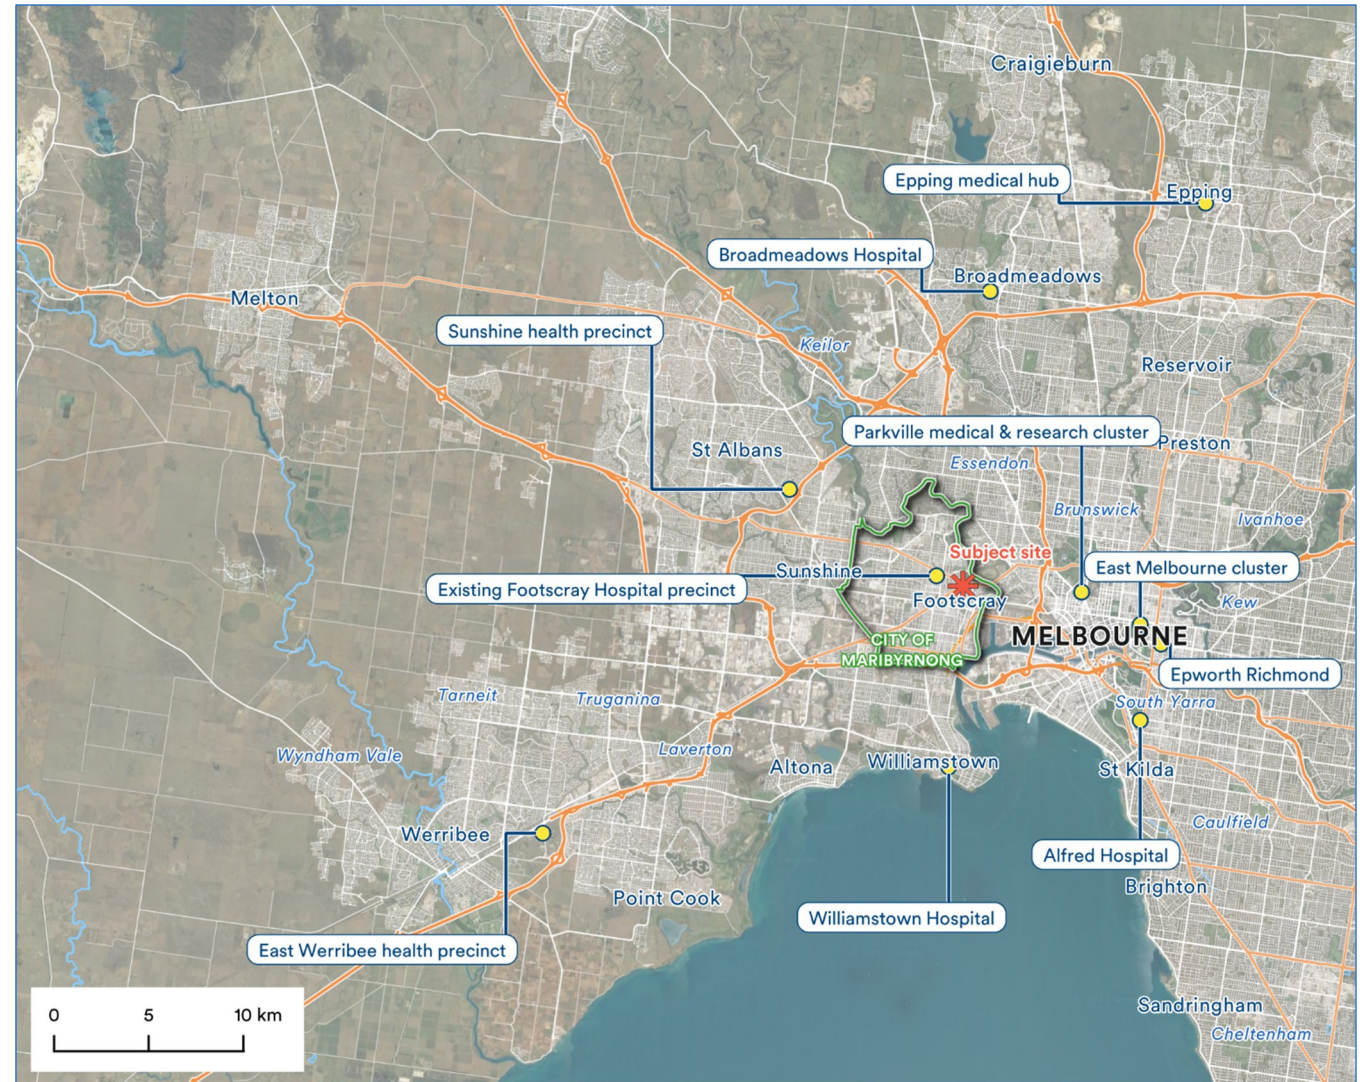 Craigieburn
Epping medical hub
Epping
Broadmeadows Hospital
Broadmeadows
Melton
Sunshine health precinct
Keilor
Reservoir
Parkville medical & research cluster
Preston
St Albans
Essendon
Brunswick
Ivanhoe
Subject site
East Melbourne cluster
Sunshine
Existing Footscray Hospital precinct
Footscray
Kew
CITY OF
MARIBYRNONG
MELBOURNE
Epworth Richmond
Tarneit
Truganina
South Yarra
Wyndham Vale
Laverton
Altona
Williamstown
St Kilda
Werribee
Caulfield
Alfred Hospital
Point Cook
Brighton
Williamstown Hospital
East Werribee health precinct
Sandringham
0 5 10 km
Cheltenham